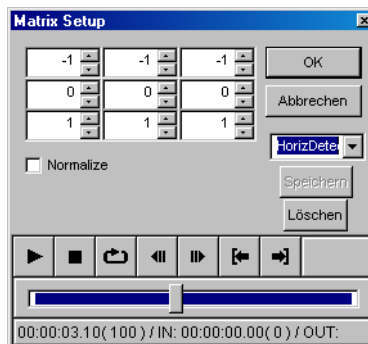 Matrix Setup
-1 -1 -1 OK
0 0 0 Abbrechen
1 1 1
HorizDetec
Normalize
Speichern
Löschen
00:00:03.10( 100 ) / IN: 00:00:00.00( 0 ) / OUT: